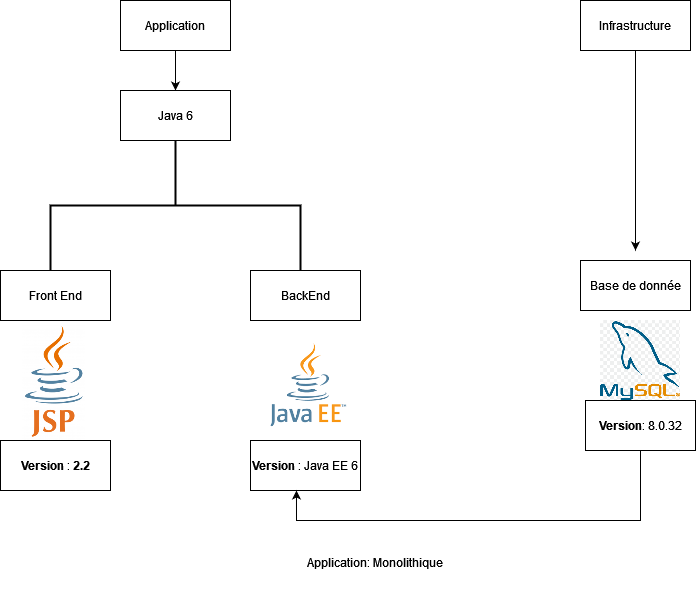 Application
Infrastructure
Java 6
Front End
BackEnd
Base de donnée
JSP
Java EE™
MySQL
Version : 2.2
Version : Java EE 6
Version: 8.0.32
Application: Monolithique